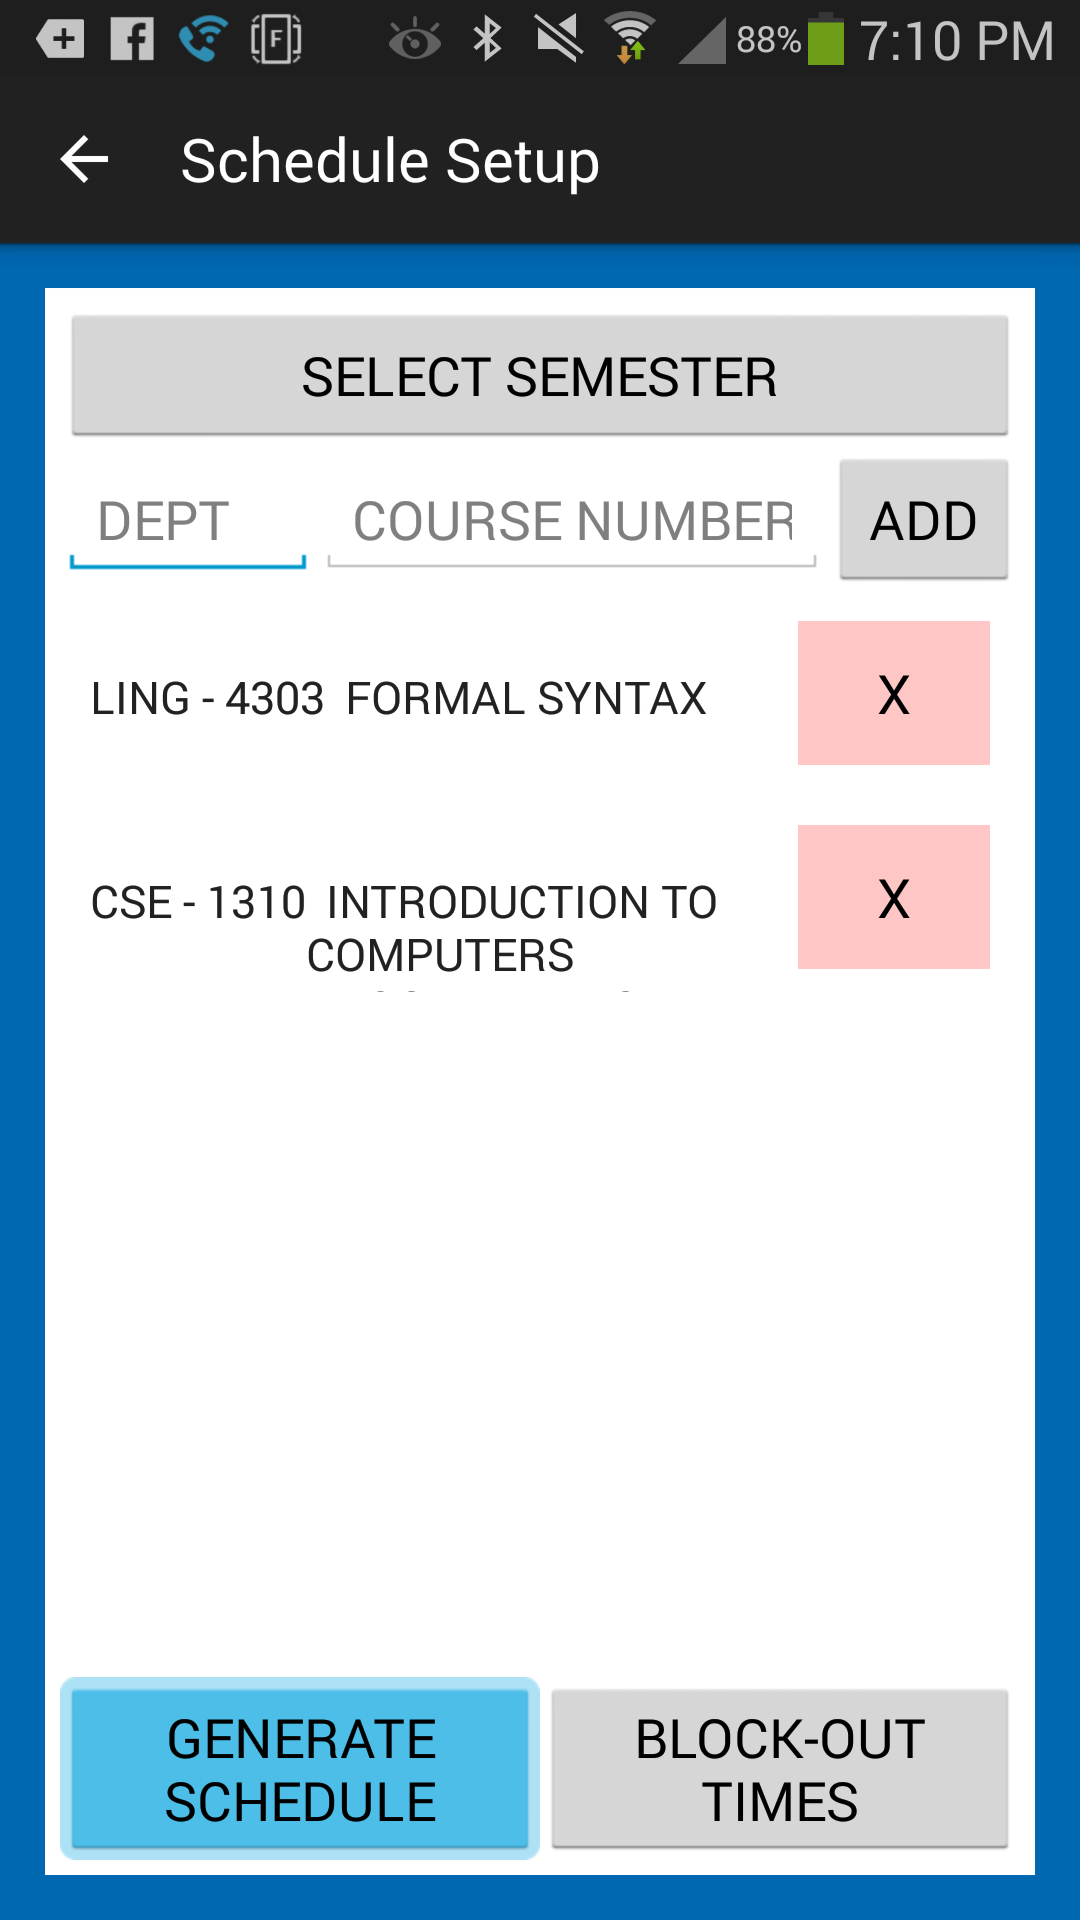 88% 7:10 PM
Schedule Setup
SELECT SEMESTER
DEPT COURSE NUMBER ADD
LING - 4303 FORMAL SYNTAX X
CSE - 1310 INTRODUCTION TO X
COMPUTERS
GENERATE
SCHEDULE
BLOCK-OUT
TIMES